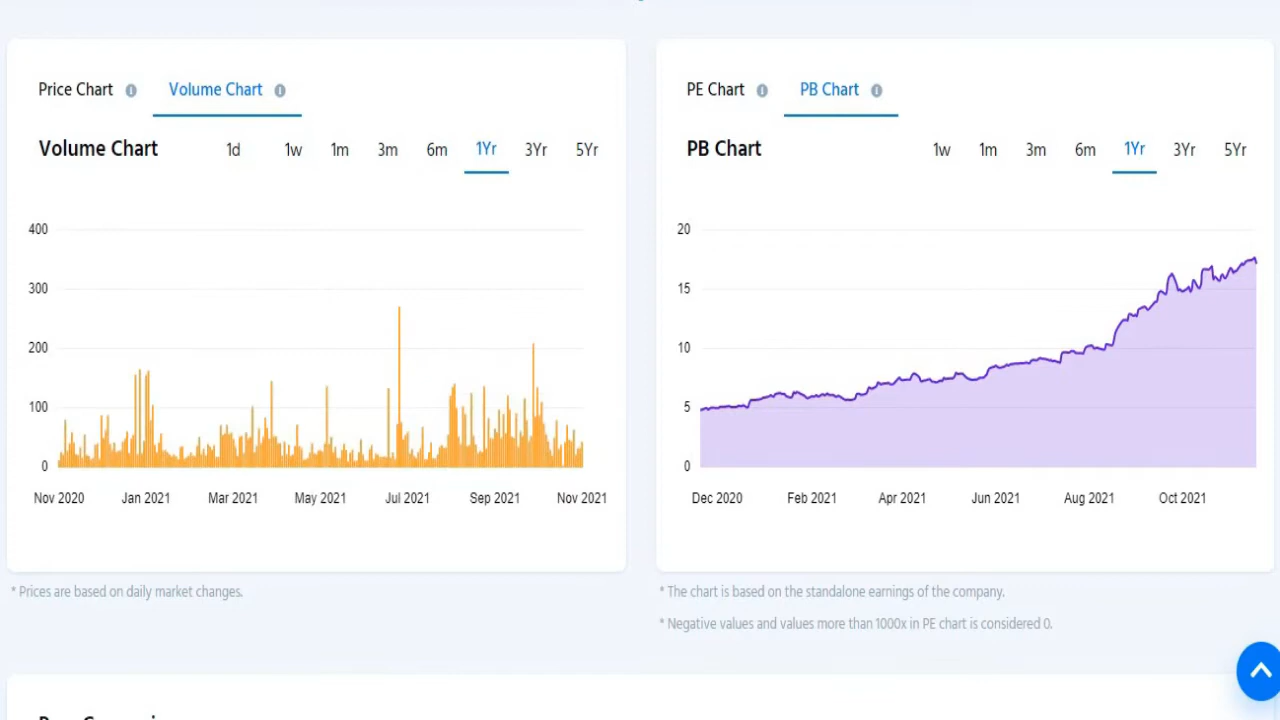 Price Chart
Volume Chart
Volume Chart 1d 1w 1m 3m 6m 1Yr 3Yr 5Yr
400
300
200
100
0
Nov 2020 Jan 2021 Mar 2021 May 2021 Jul 2021 Sep 2021 Nov 2021
* Prices are based on daily market changes.
PE Chart
PB Chart
PB Chart 1w 1m 3m 6m 1Yr 3Yr 5Yr
20
15
10
5
0
Dec 2020 Feb 2021 Apr 2021 Jun 2021 Aug 2021 Oct 2021
* The chart is based on the standalone earnings of the company.
* Negative values and values more than 1000x in PE chart is considered 0.